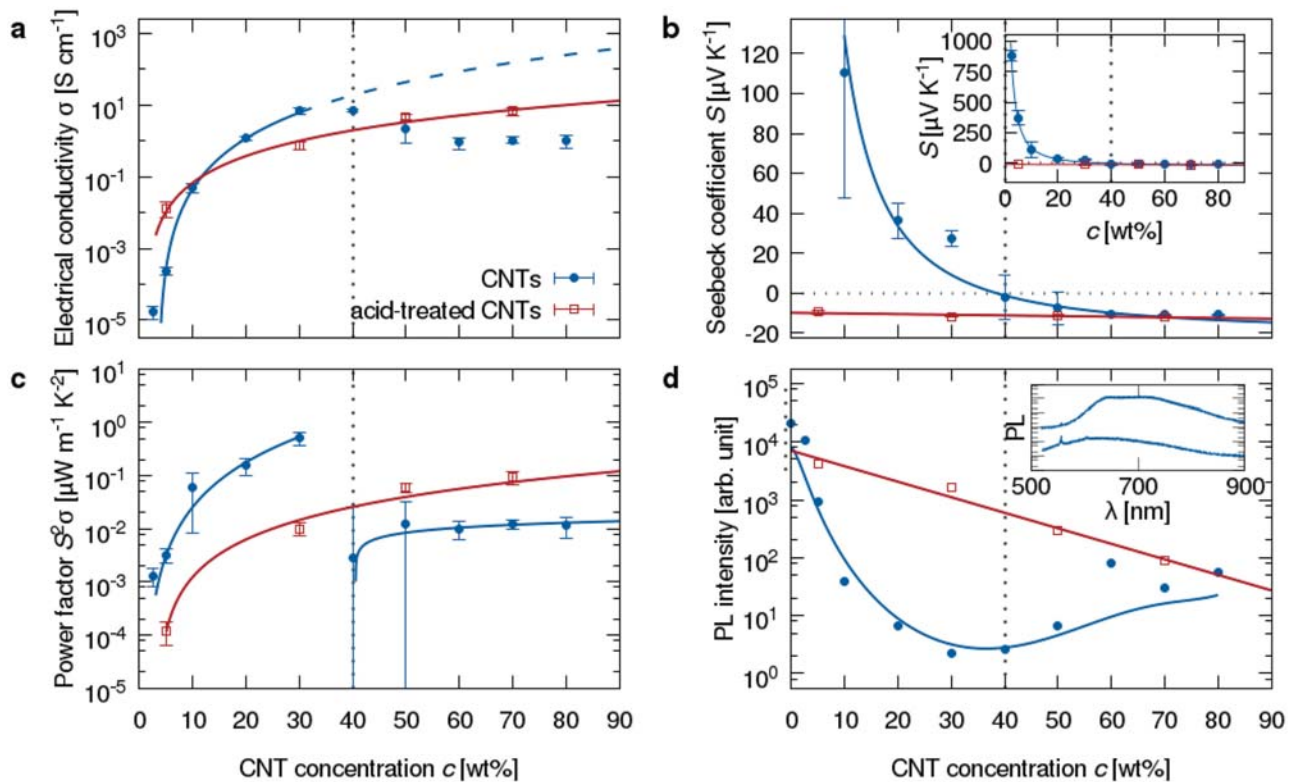 a
Electrical conductivity σ [S cm⁻¹]
10³
10¹
10⁻¹
10⁻³
10⁻⁵
CNTs
acid-treated CNTs
b
Seebeck coefficient S [μV K⁻¹]
120
100
80
60
40
20
0
-20
S [μV K⁻¹]
1000
750
500
250
0
0 20 40 60 80
c [wt%]
c
Power factor S²σ [μW m⁻¹ K⁻²]
10¹
10⁰
10⁻¹
10⁻²
10⁻³
10⁻⁴
10⁻⁵
0 10 20 30 40 50 60 70 80 90
CNT concentration c [wt%]
d
PL intensity [arb. unit]
10⁵
10⁴
10³
10²
10¹
10⁰
PL
500 700 900
λ [nm]
0 10 20 30 40 50 60 70 80 90
CNT concentration c [wt%]